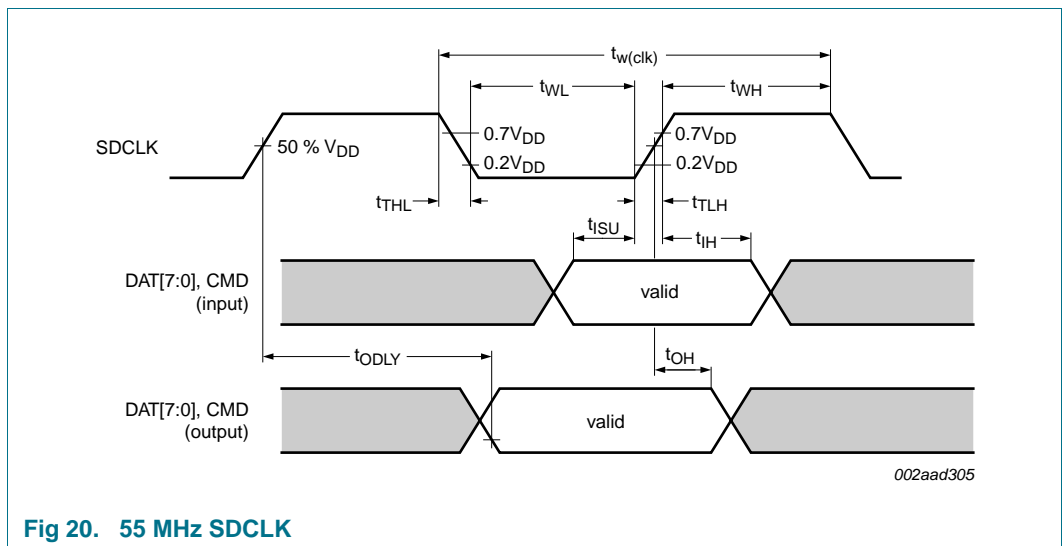 tw(clk)
tWL
tWH
SDCLK
50 % VDD
0.7VDD
0.2VDD
0.7VDD
0.2VDD
tTHL
tTLH
tISU
tIH
DAT[7:0], CMD
(input)
valid
tODLY
tOH
DAT[7:0], CMD
(output)
valid
002aad305
Fig 20. 55 MHz SDCLK